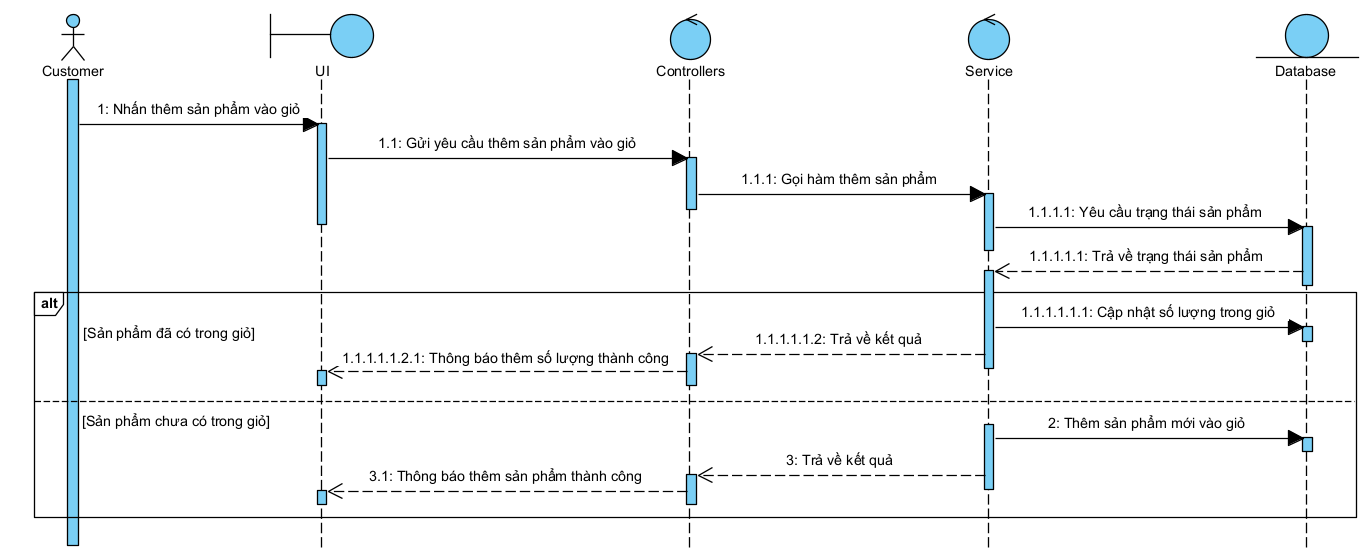 Customer
UI
Controllers
Service
Database
1: Nhấn thêm sản phẩm vào giỏ
1.1: Gửi yêu cầu thêm sản phẩm vào giỏ
1.1.1: Gọi hàm thêm sản phẩm
1.1.1.1: Yêu cầu trạng thái sản phẩm
1.1.1.1.1: Trả về trạng thái sản phẩm
alt
[Sản phẩm đã có trong giỏ]
1.1.1.1.1.1: Cập nhật số lượng trong giỏ
1.1.1.1.1.2: Trả về kết quả
1.1.1.1.1.2.1: Thông báo thêm số lượng thành công
[Sản phẩm chưa có trong giỏ]
2: Thêm sản phẩm mới vào giỏ
3: Trả về kết quả
3.1: Thông báo thêm sản phẩm thành công